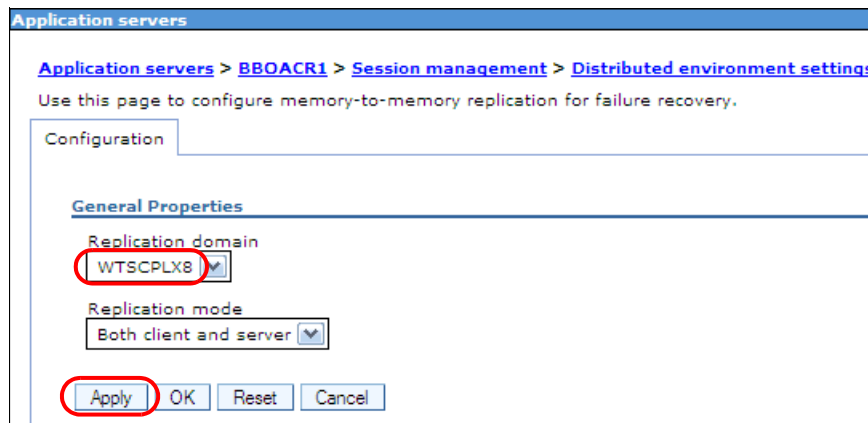 Application servers
Application servers > BBOACR1 > Session management > Distributed environment settings
Use this page to configure memory-to-memory replication for failure recovery.
Configuration
General Properties
Replication domain
WTSCPLX8
Replication mode
Both client and server
Apply OK Reset Cancel